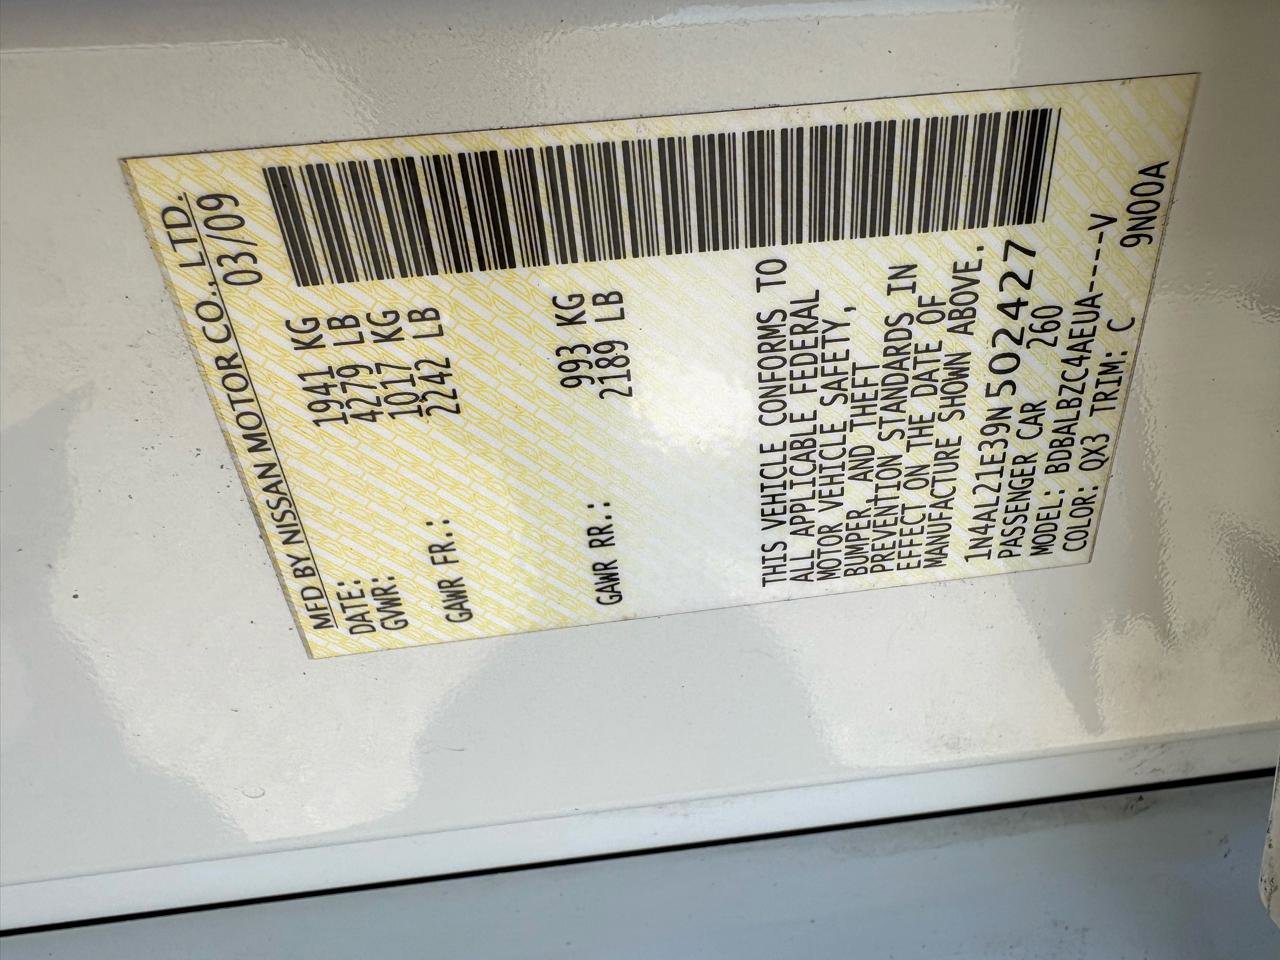 MFD BY NISSAN MOTOR CO., LTD.
DATE: 03/09
GVWR: 1941 KG
4279 LB
GAWR FR.: 1017 KG
2242 LB
GAWR RR.: 993 KG
2189 LB
THIS VEHICLE CONFORMS TO
ALL APPLICABLE FEDERAL
MOTOR VEHICLE SAFETY,
BUMPER, AND THEFT
PREVENTION STANDARDS IN
EFFECT ON THE DATE OF
MANUFACTURE SHOWN ABOVE.
1N4AL21E39N502427
PASSENGER CAR 260
MODEL: BDBALBZC4AEUA----V
COLOR: QX3 TRIM: C 9N00A